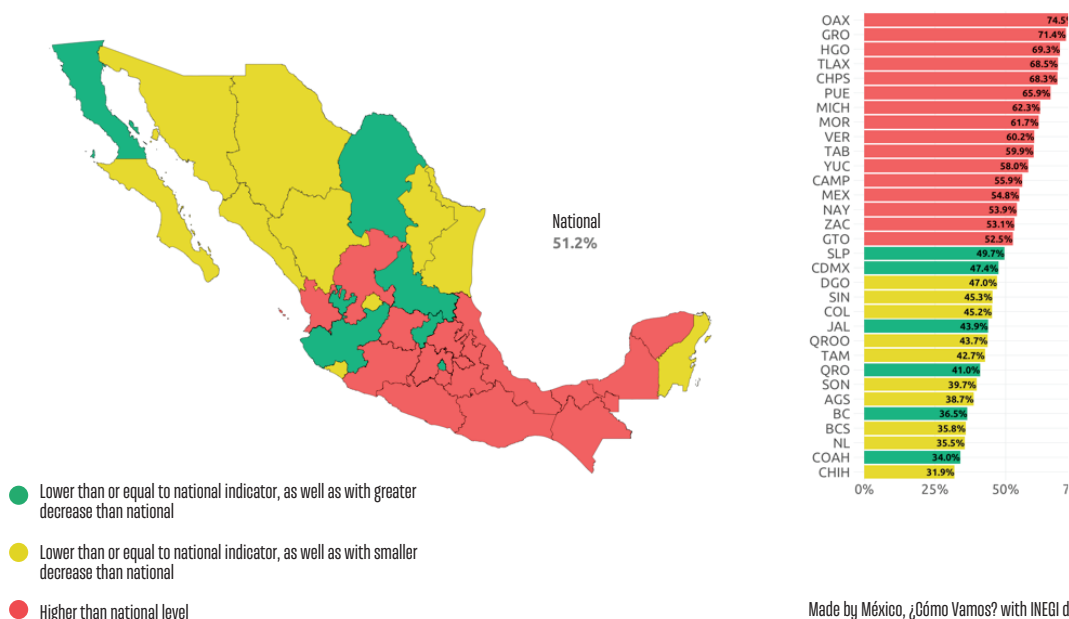 National
51.2%
Lower than or equal to national indicator, as well as with greater
decrease than national
Lower than or equal to national indicator, as well as with smaller
decrease than national
Higher than national level
OAX 74.5%
GRO 71.4%
HGO 69.3%
TLAX 68.5%
CHPS 68.3%
PUE 65.9%
MICH 62.3%
MOR 61.7%
VER 60.2%
TAB 59.9%
YUC 58.0%
CAMP 55.9%
MEX 54.8%
NAY 53.9%
ZAC 53.1%
GTO 52.5%
SLP 49.7%
CDMX 47.4%
DGO 47.0%
SIN 45.3%
COL 45.2%
JAL 43.9%
QROO 43.7%
TAM 42.7%
QRO 41.0%
SON 39.7%
AGS 38.7%
BC 36.5%
BCS 35.8%
NL 35.5%
COAH 34.0%
CHIH 31.9%
0% 25% 50% 7
Made by México, ¿Cómo Vamos? with INEGI d